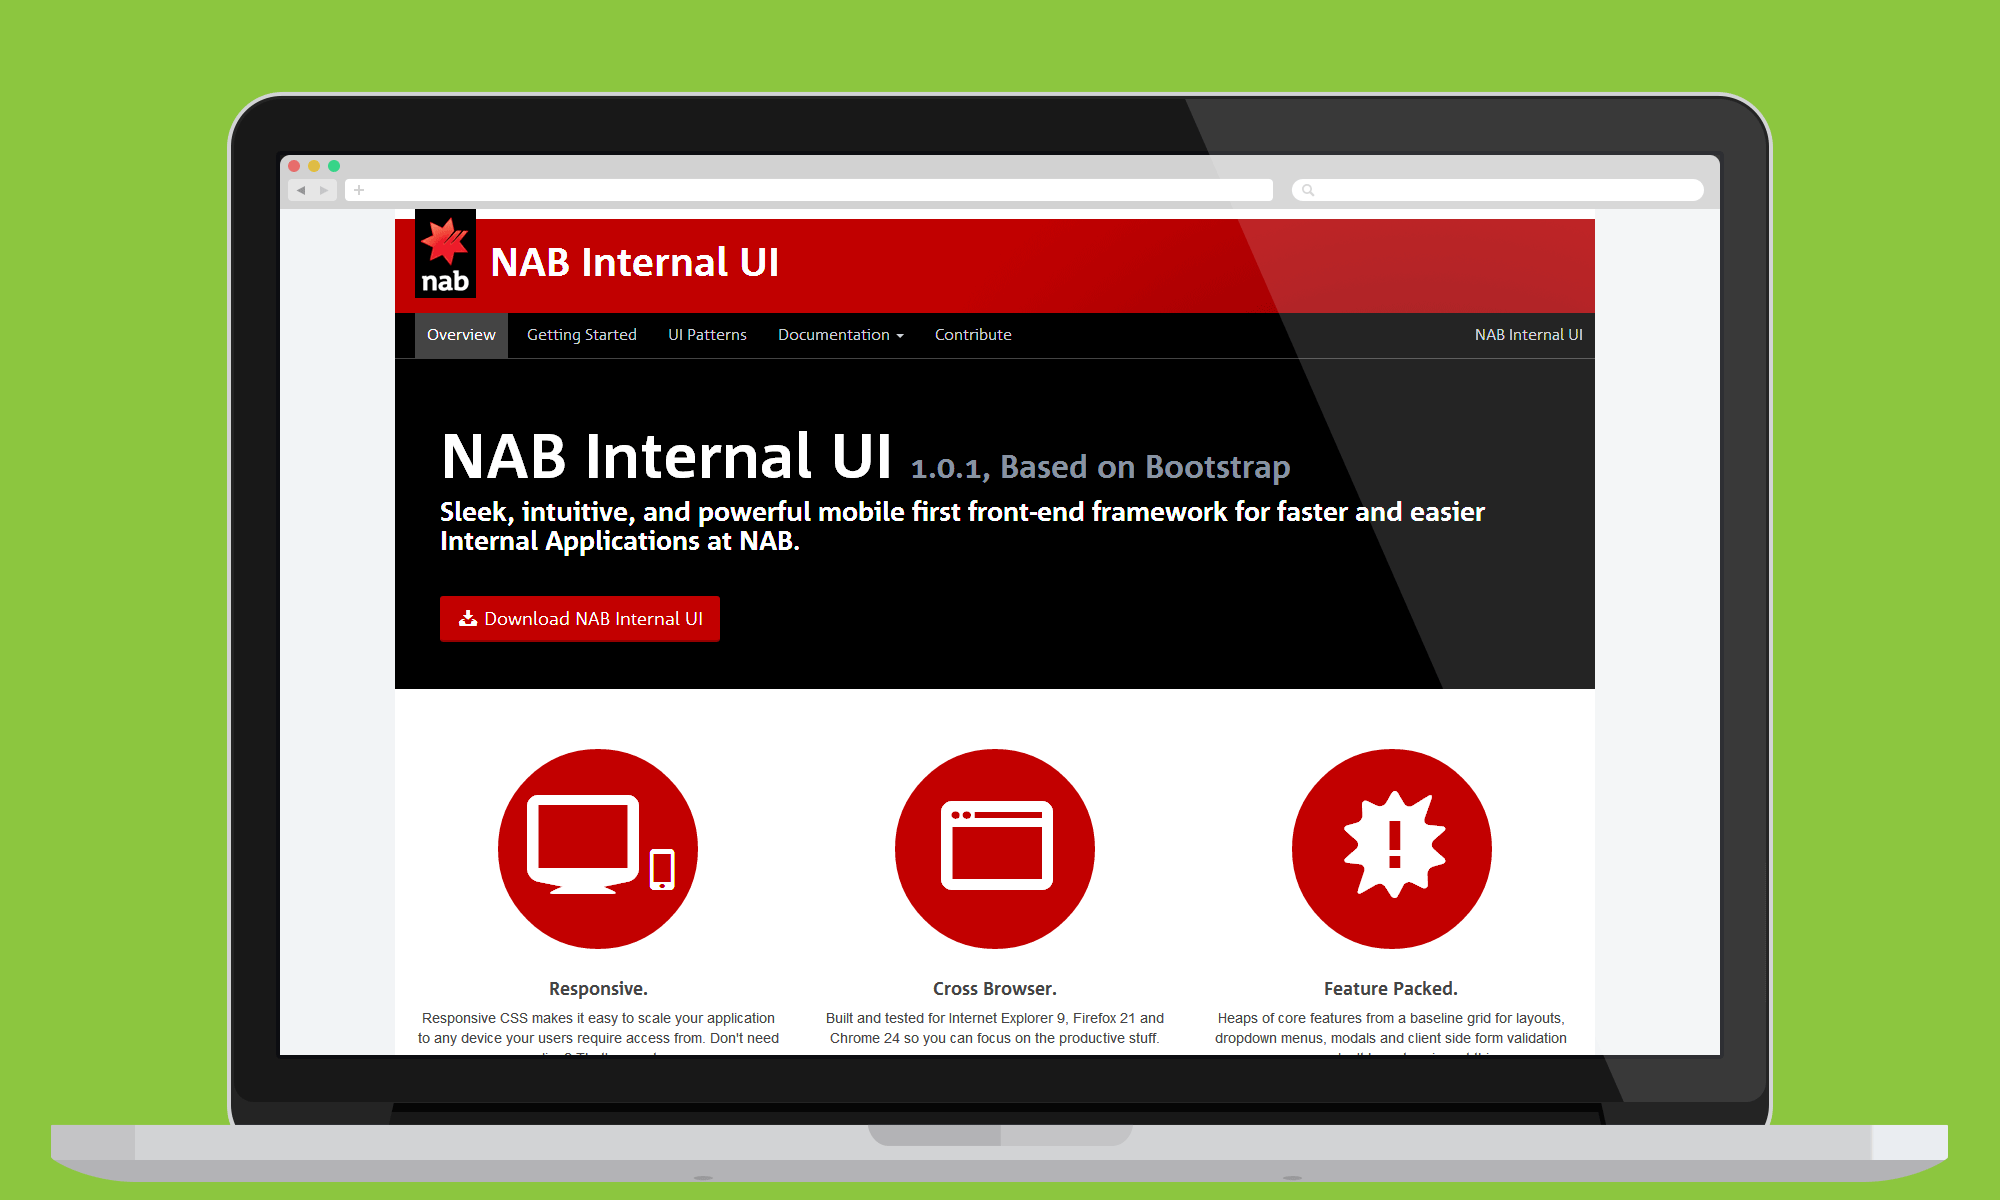 nab
NAB Internal UI
Overview Getting Started UI Patterns Documentation Contribute NAB Internal UI
NAB Internal UI 1.0.1, Based on Bootstrap
Sleek, intuitive, and powerful mobile first front-end framework for faster and easier
Internal Applications at NAB.
Download NAB Internal UI
Responsive.
Responsive CSS makes it easy to scale your application
to any device your users require access from. Don't need
Cross Browser.
Built and tested for Internet Explorer 9, Firefox 21 and
Chrome 24 so you can focus on the productive stuff.
Feature Packed.
Heaps of core features from a baseline grid for layouts,
dropdown menus, modals and client side form validation